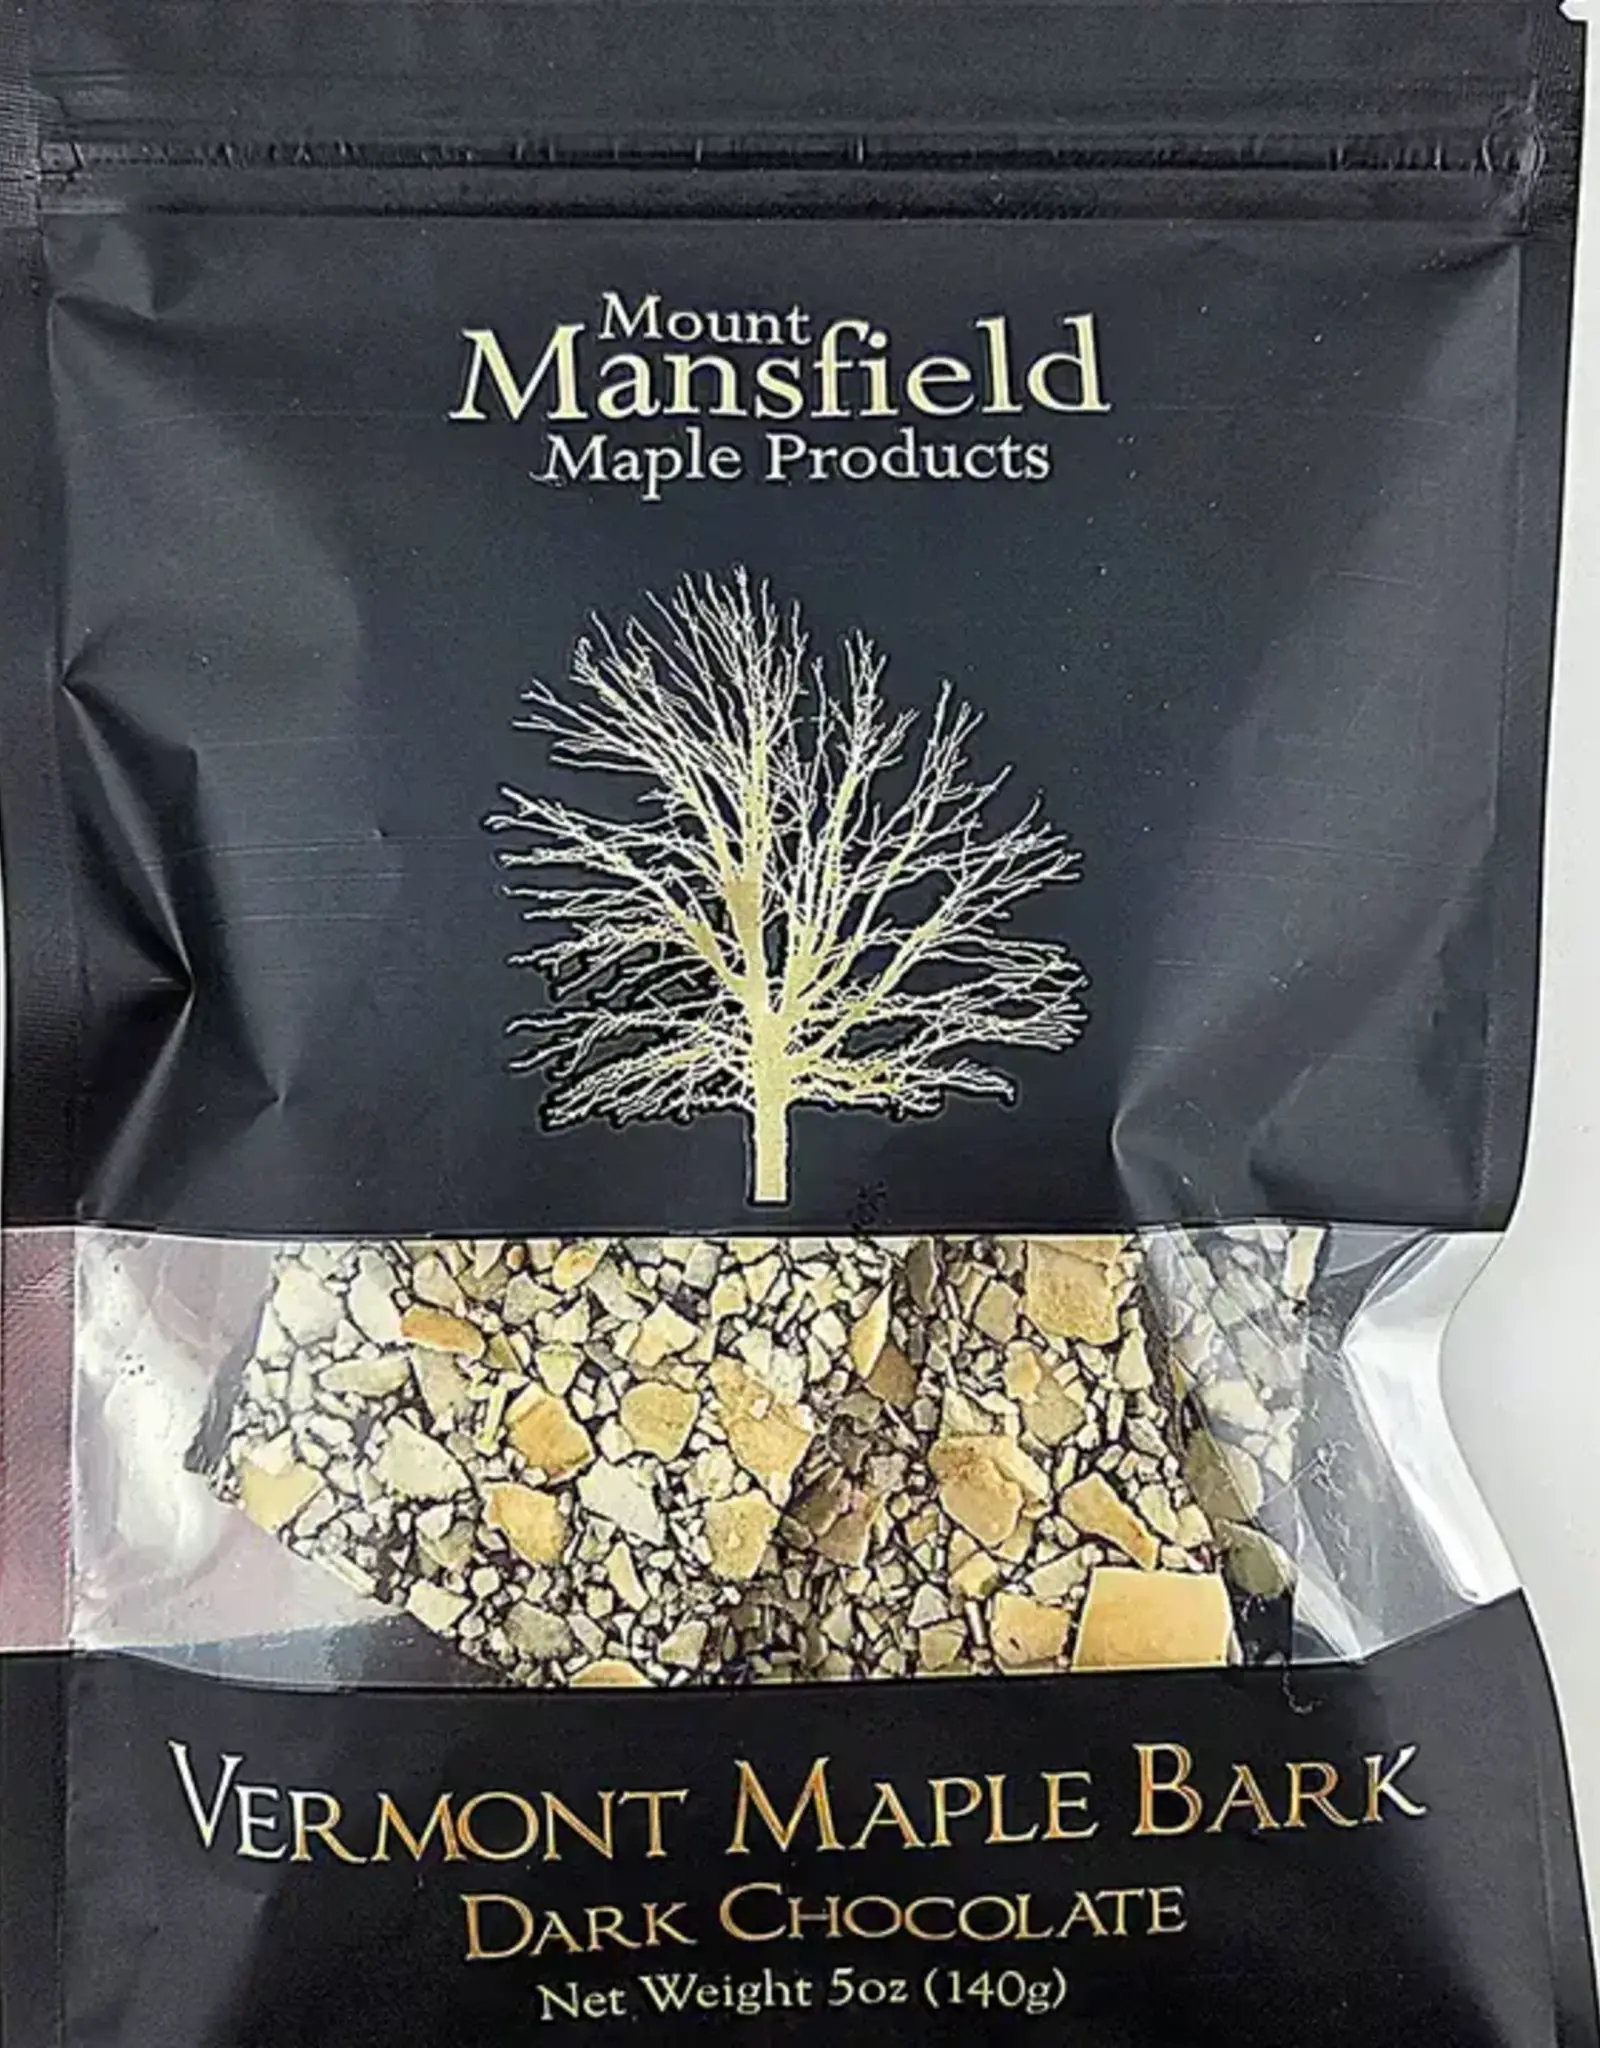 Mount
Mansfield
Maple Products
VERMONT MAPLE BARK
DARK CHOCOLATE
Net Weight 5oz (140g)